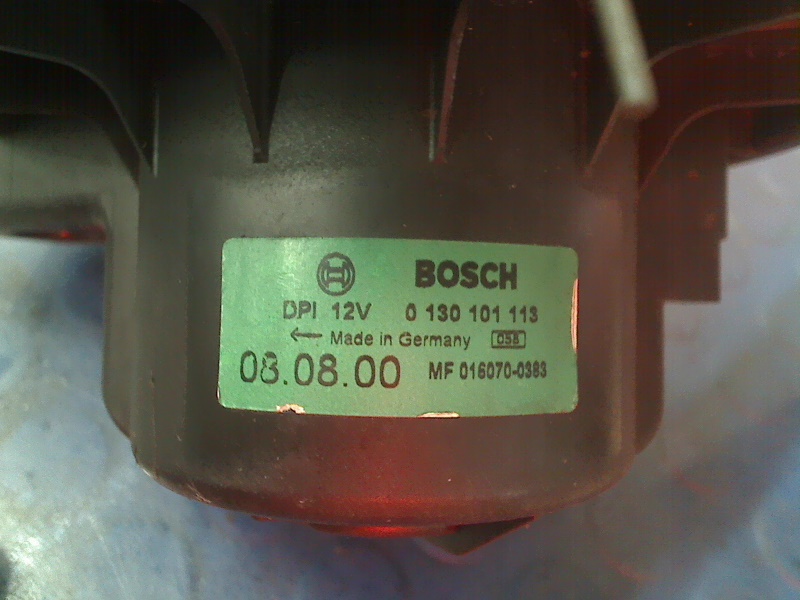 BOSCH
DPI 12V 0 130 101 113
← Made in Germany 058
08.08.00 MF 016070-0383